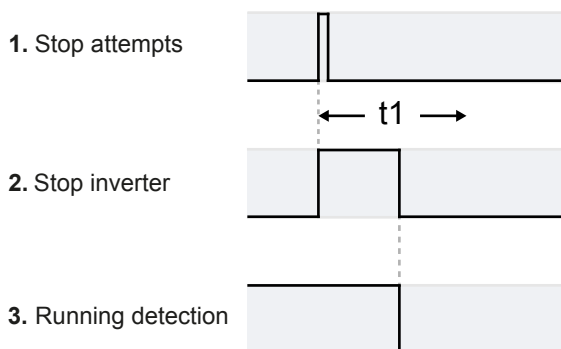 1. Stop attempts
t1
2. Stop inverter
3. Running detection